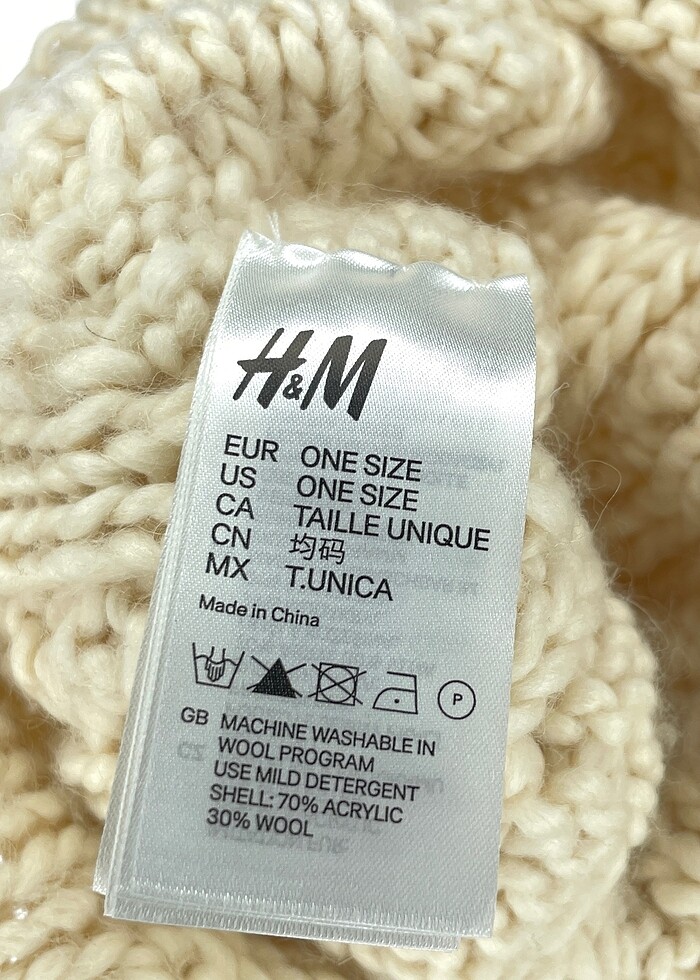 H&M
EUR ONE SIZE
US ONE SIZE
CA TAILLE UNIQUE
CN 均码
MX T.UNICA
Made in China
P
GB MACHINE WASHABLE IN
WOOL PROGRAM
USE MILD DETERGENT
SHELL: 70% ACRYLIC
30% WOOL